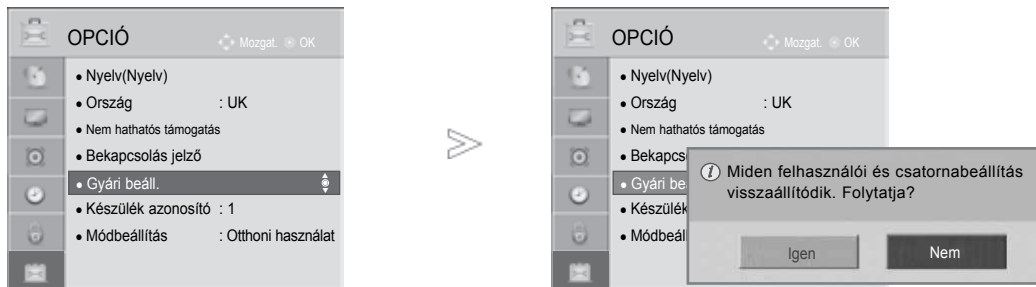 OPCIÓ
Mozgat. OK
• Nyelv(Nyelv)
• Ország : UK
• Nem hathatós támogatás
• Bekapcsolás jelző
• Gyári beáll.
• Készülék azonosító : 1
• Módbeállítás : Otthoni használat
>
OPCIÓ
Mozgat. OK
• Nyelv(Nyelv)
• Ország : UK
• Nem hathatós támogatás
• Bekapcs
• Gyári be
• Készülék
• Módbeáll
i Miden felhasználói és csatornabeállítás
visszaállítódik. Folytatja?
Igen Nem